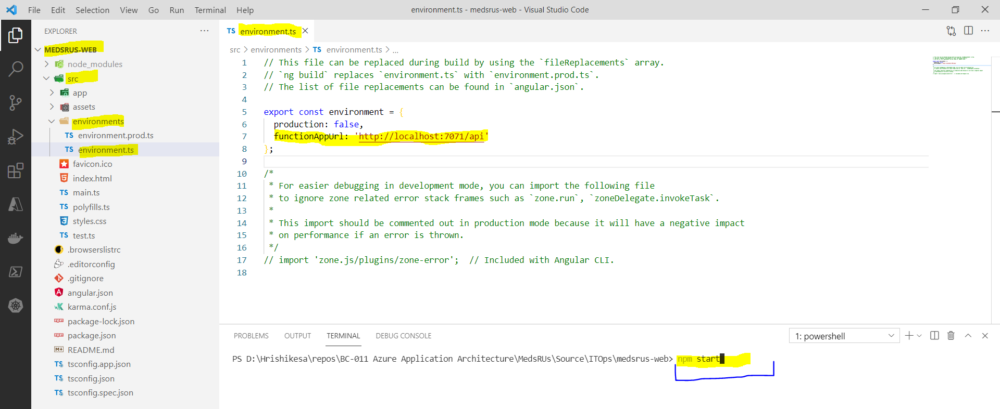 File Edit Selection View Go Run Terminal Help
environment.ts - medsrus-web - Visual Studio Code
EXPLORER
MEDSRUS-WEB
node_modules
src
app
assets
environments
TS environment.prod.ts
TS environment.ts
favicon.ico
index.html
TS main.ts
TS polyfills.ts
styles.css
TS test.ts
.browserslistrc
.editorconfig
.gitignore
angular.json
karma.conf.js
package-lock.json
package.json
README.md
TS tsconfig.app.json
TS tsconfig.json
TS tsconfig.spec.json
TS environment.ts
src > environments > TS environment.ts > ...
1 // This file can be replaced during build by using the `fileReplacements` array.
2 // `ng build` replaces `environment.ts` with `environment.prod.ts`.
3 // The list of file replacements can be found in `angular.json`.
4
5 export const environment = {
6 production: false,
7 functionAppUrl: 'http://localhost:7071/api'
8 };
9
10 /*
11 * For easier debugging in development mode, you can import the following file
12 * to ignore zone related error stack frames such as `zone.run`, `zoneDelegate.invokeTask`.
13 *
14 * This import should be commented out in production mode because it will have a negative impact
15 * on performance if an error is thrown.
16 */
17 // import 'zone.js/plugins/zone-error';  // Included with Angular CLI.
18
PROBLEMS OUTPUT TERMINAL DEBUG CONSOLE
1: powershell
PS D:\Hrishikesa\repos\BC-011 Azure Application Architecture\MedsRUs\Source\ITOps\medsrus-web> npm start